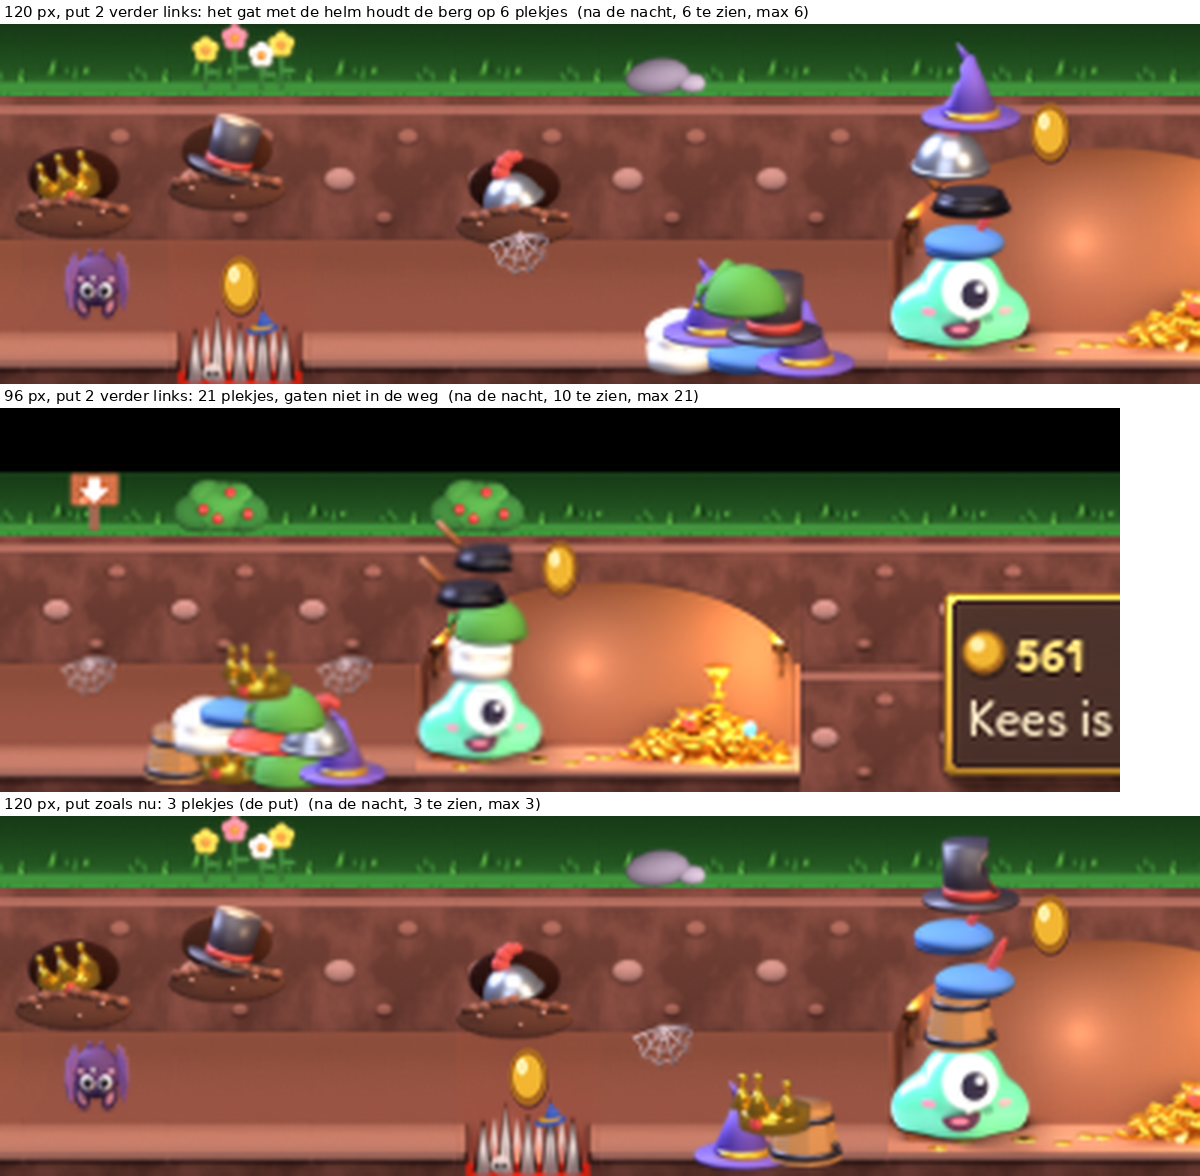 120 px, put 2 verder links: het gat met de helm houdt de berg op 6 plekjes  (na de nacht, 6 te zien, max 6)
96 px, put 2 verder links: 21 plekjes, gaten niet in de weg  (na de nacht, 10 te zien, max 21)
561
Kees is
120 px, put zoals nu: 3 plekjes (de put)  (na de nacht, 3 te zien, max 3)